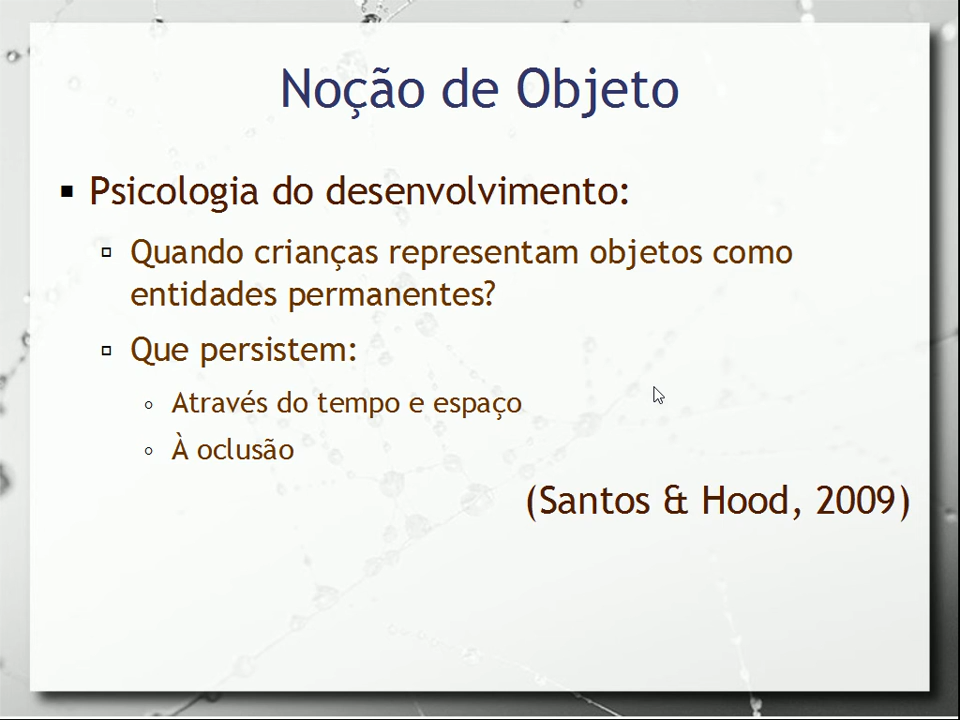 Noção de Objeto
Psicologia do desenvolvimento:
Quando crianças representam objetos como
entidades permanentes?
Que persistem:
Através do tempo e espaço
À oclusão
(Santos & Hood, 2009)